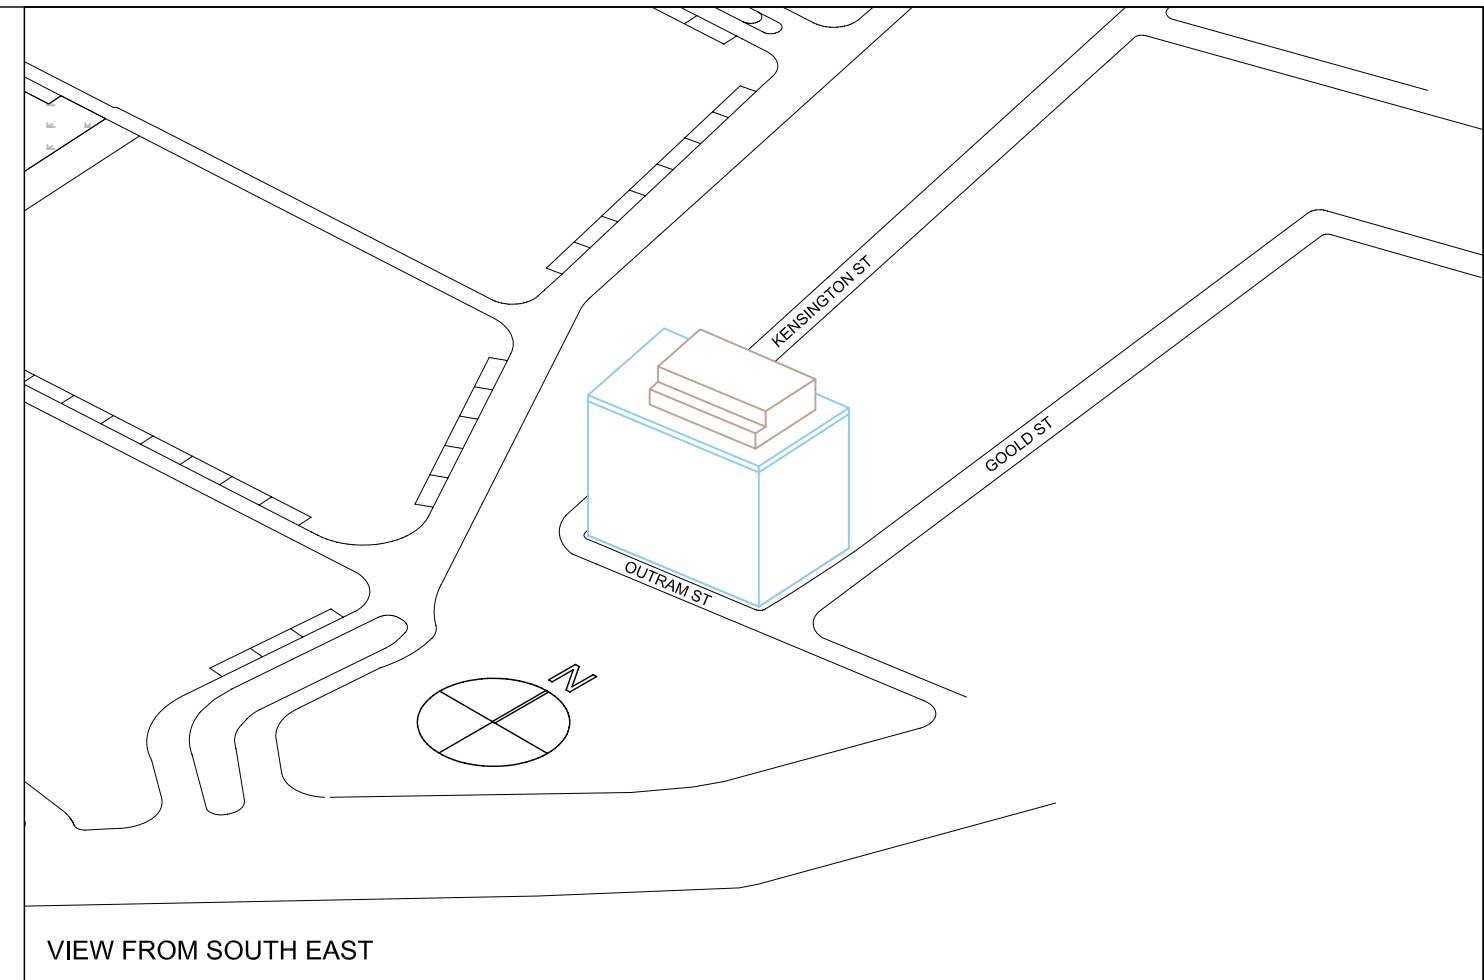 KENSINGTON ST
GOOLD ST
OUTRAM ST
N
VIEW FROM SOUTH EAST